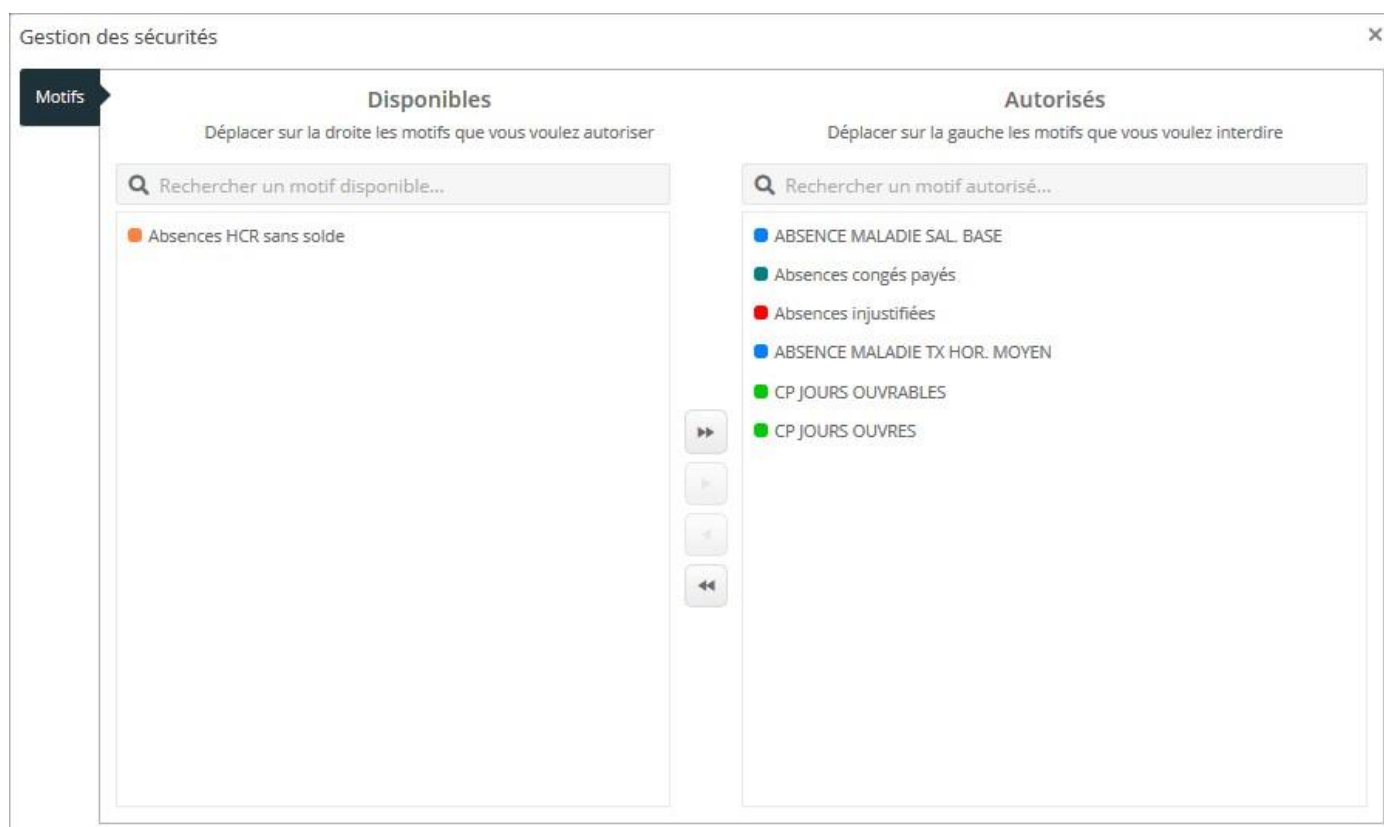 Gestion des sécurités
Motifs
Disponibles
Déplacer sur la droite les motifs que vous voulez autoriser
Rechercher un motif disponible...
Absences HCR sans solde
Autorisés
Déplacer sur la gauche les motifs que vous voulez interdire
Rechercher un motif autorisé...
ABSENCE MALADIE SAL. BASE
Absences congés payés
Absences injustifiées
ABSENCE MALADIE TX HOR. MOYEN
CP JOURS OUVRABLES
CP JOURS OUVRES